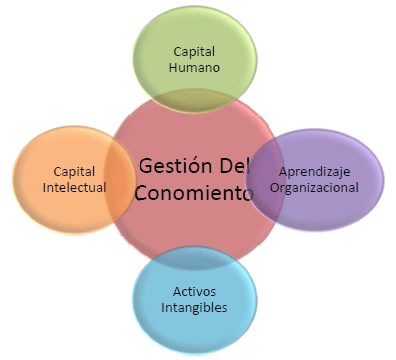 Capital
Humano
Capital
Intelectual
Gestión Del
Conomiento
Aprendizaje
Organizacional
Activos
Intangibles